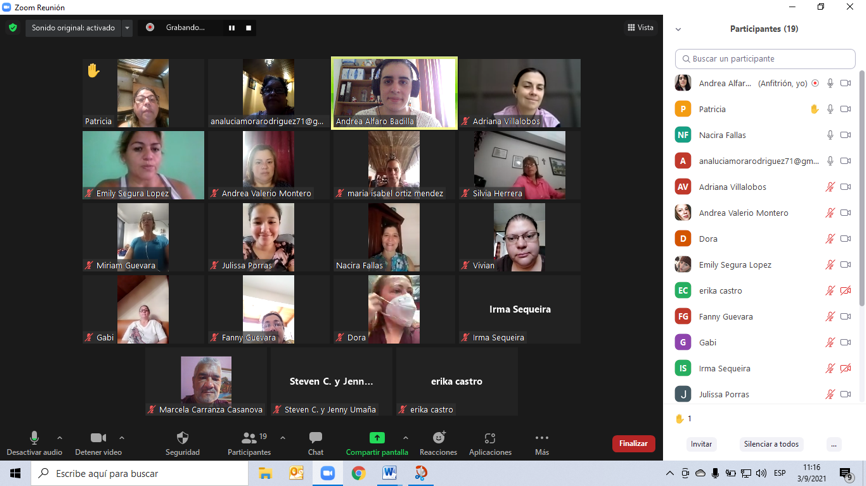 Zoom Reunión
Sonido original: activado
Grabando...
Vista
Patricia
analuciamorarodriguez71@g...
Andrea Alfaro Badilla
Adriana Villalobos
Emily Segura Lopez
Andrea Valerio Montero
maria isabel ortiz mendez
Silvia Herrera
Miriam Guevara
Julissa Porras
Nacira Fallas
Vivian
Gabi
Fanny Guevara
Dora
Irma Sequeira
Irma Sequeira
Marcela Carranza Casanova
Steven C. y Jenn...
Steven C. y Jenny Umaña
erika castro
erika castro
Desactivar audio
Detener video
Seguridad
19
Participantes
Chat
Compartir pantalla
Reacciones
Aplicaciones
Más
Finalizar
Participantes (19)
Buscar un participante
Andrea Alfar... (Anfitrión, yo)
P Patricia
NF Nacira Fallas
A analuciamorarodriguez71@gm...
AV Adriana Villalobos
Andrea Valerio Montero
D Dora
Emily Segura Lopez
EC erika castro
FG Fanny Guevara
G Gabi
IS Irma Sequeira
J Julissa Porras
1
Invitar
Silenciar a todos
...
Escribe aquí para buscar
ESP
11:16
3/9/2021
9